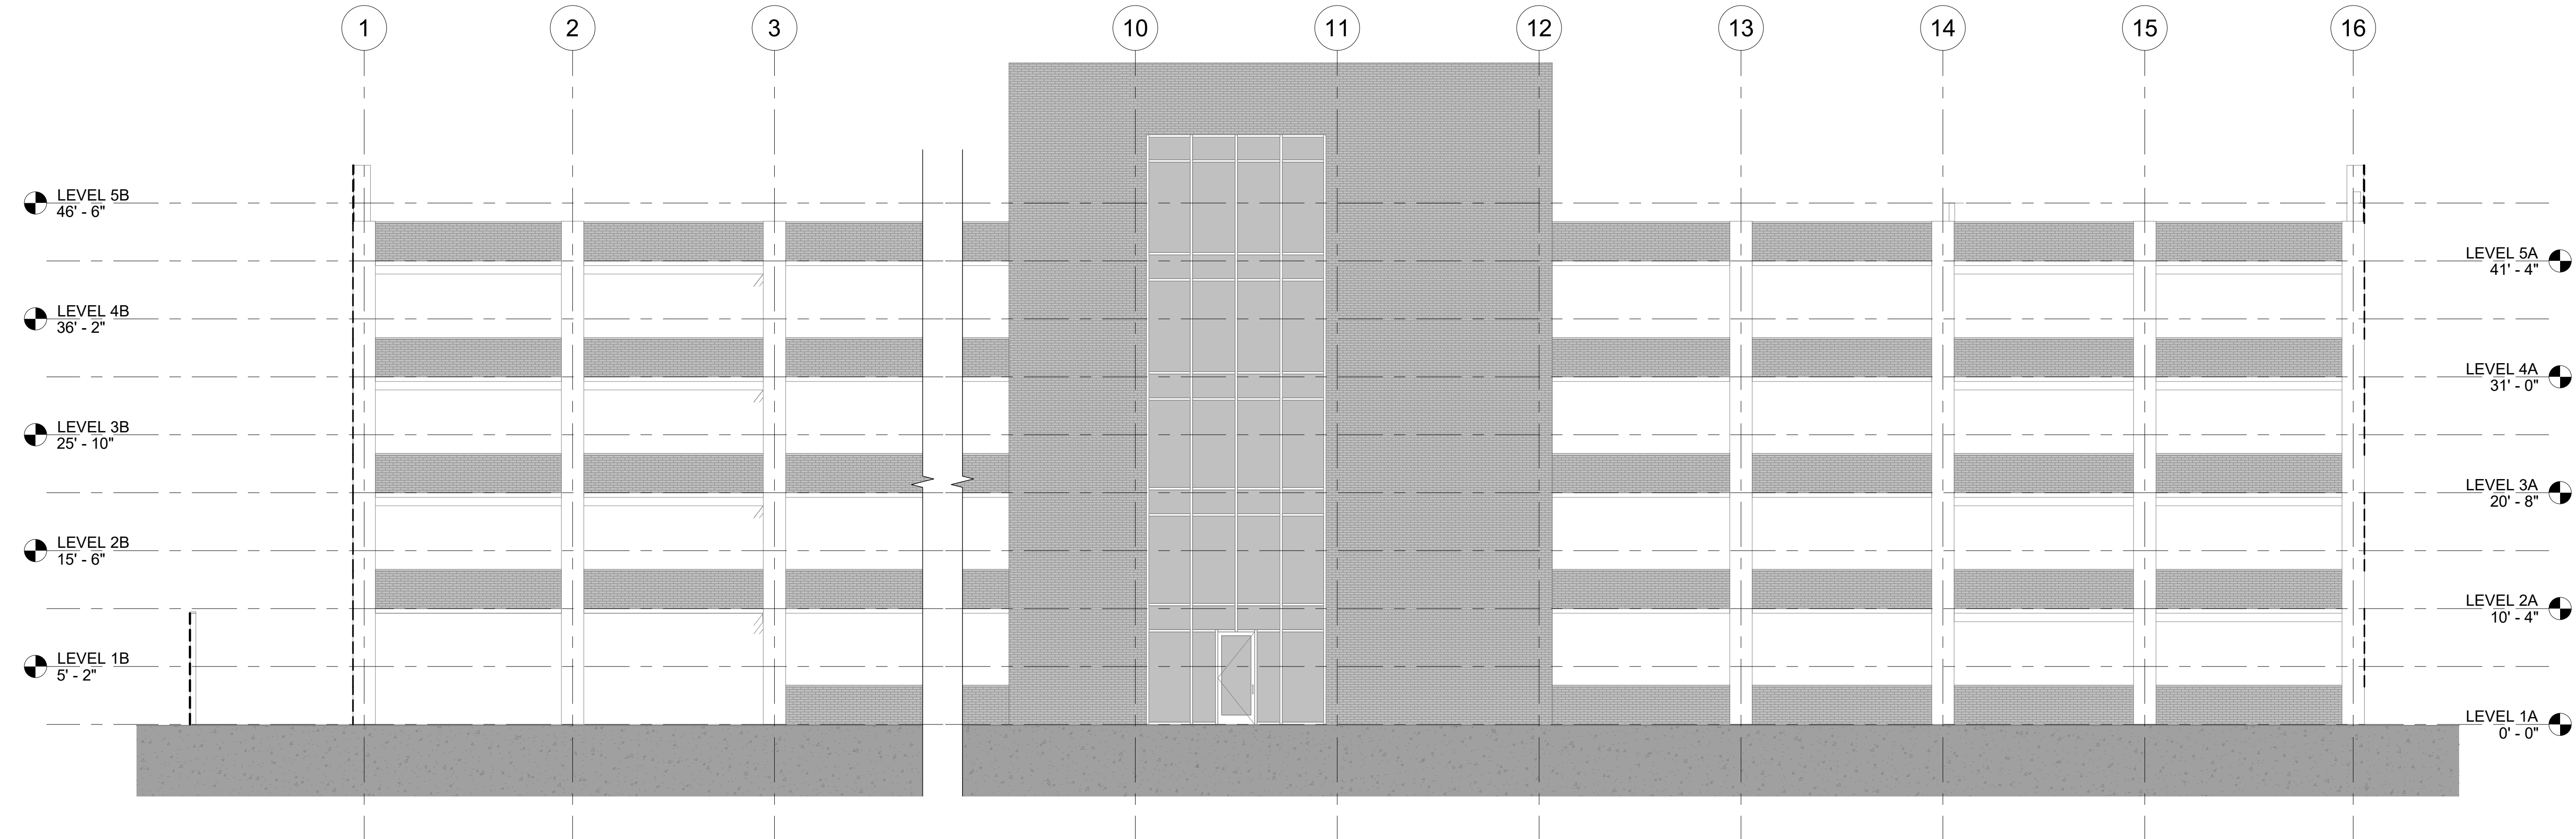 1
2
3
10
11
12
13
14
15
16
LEVEL 5B
46' - 6"
LEVEL 4B
36' - 2"
LEVEL 3B
25' - 10"
LEVEL 2B
15' - 6"
LEVEL 1B
5' - 2"
LEVEL 5A
41' - 4"
LEVEL 4A
31' - 0"
LEVEL 3A
20' - 8"
LEVEL 2A
10' - 4"
LEVEL 1A
0' - 0"